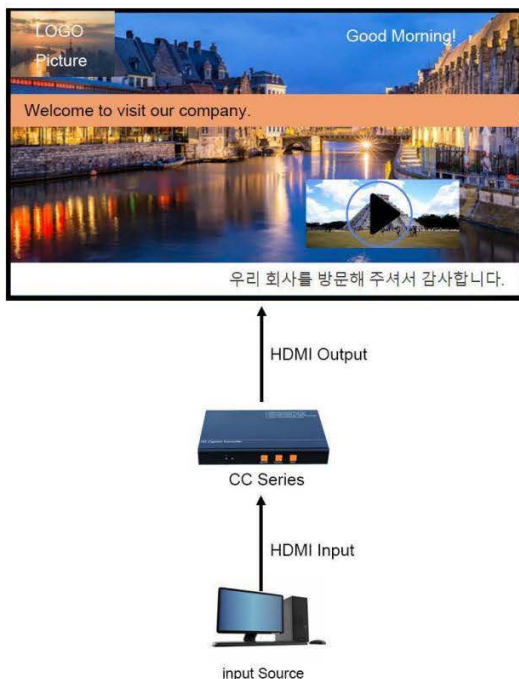 LOGO
Picture
Good Morning!
Welcome to visit our company.
우리 회사를 방문해 주셔서 감사합니다.
HDMI Output
CC Series
HDMI Input
input Source